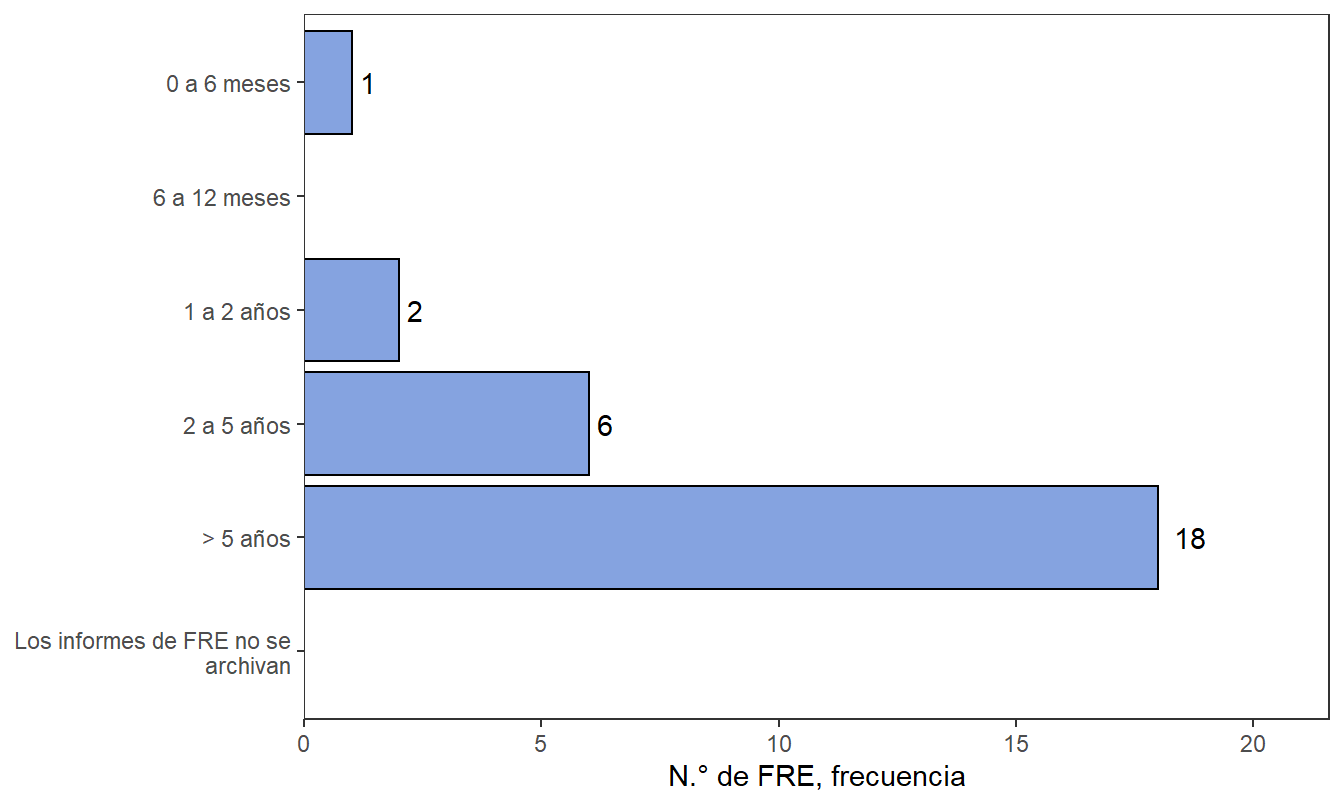 0 a 6 meses
1
6 a 12 meses
1 a 2 años
2
2 a 5 años
6
> 5 años
18
Los informes de FRE no se
archivan
0
5
10
15
20
N.° de FRE, frecuencia